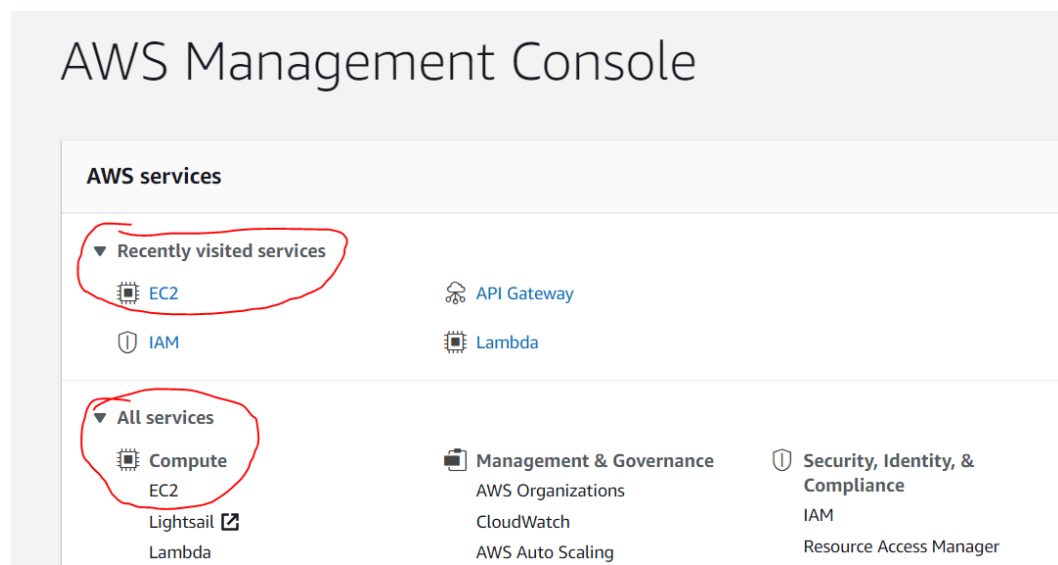 AWS Management Console
AWS services
Recently visited services
EC2
API Gateway
IAM
Lambda
All services
Compute
EC2
Lightsail
Lambda
Management & Governance
AWS Organizations
CloudWatch
AWS Auto Scaling
Security, Identity, &
Compliance
IAM
Resource Access Manager